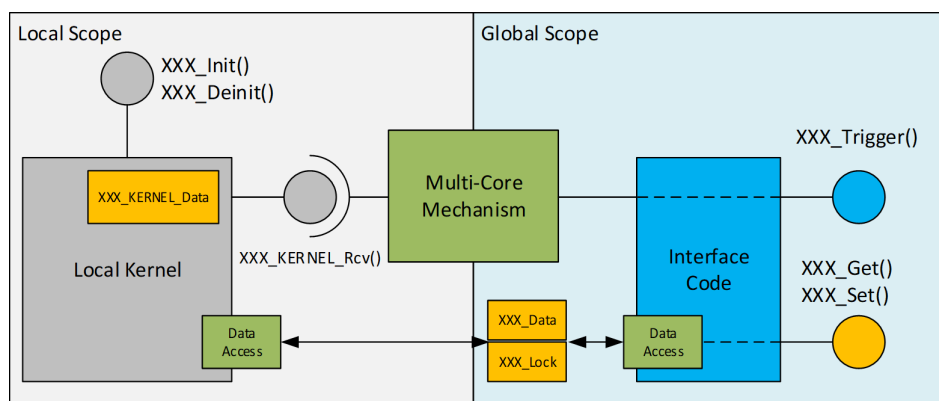 Local Scope
Global Scope
XXX_Init()
XXX_Deinit()
XXX_Trigger()
XXX_KERNEL_Data
Multi-Core
Mechanism
XXX_KERNEL_Rcv()
Local Kernel
Interface
Code
XXX_Get()
XXX_Set()
Data
Access
XXX_Data
XXX_Lock
Data
Access